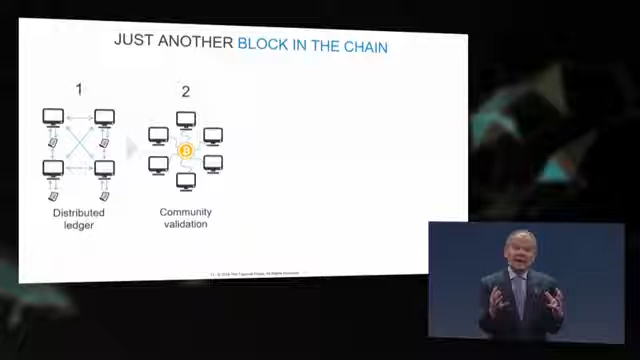 JUST ANOTHER BLOCK IN THE CHAIN
1
2
Distributed
ledger
Community
validation